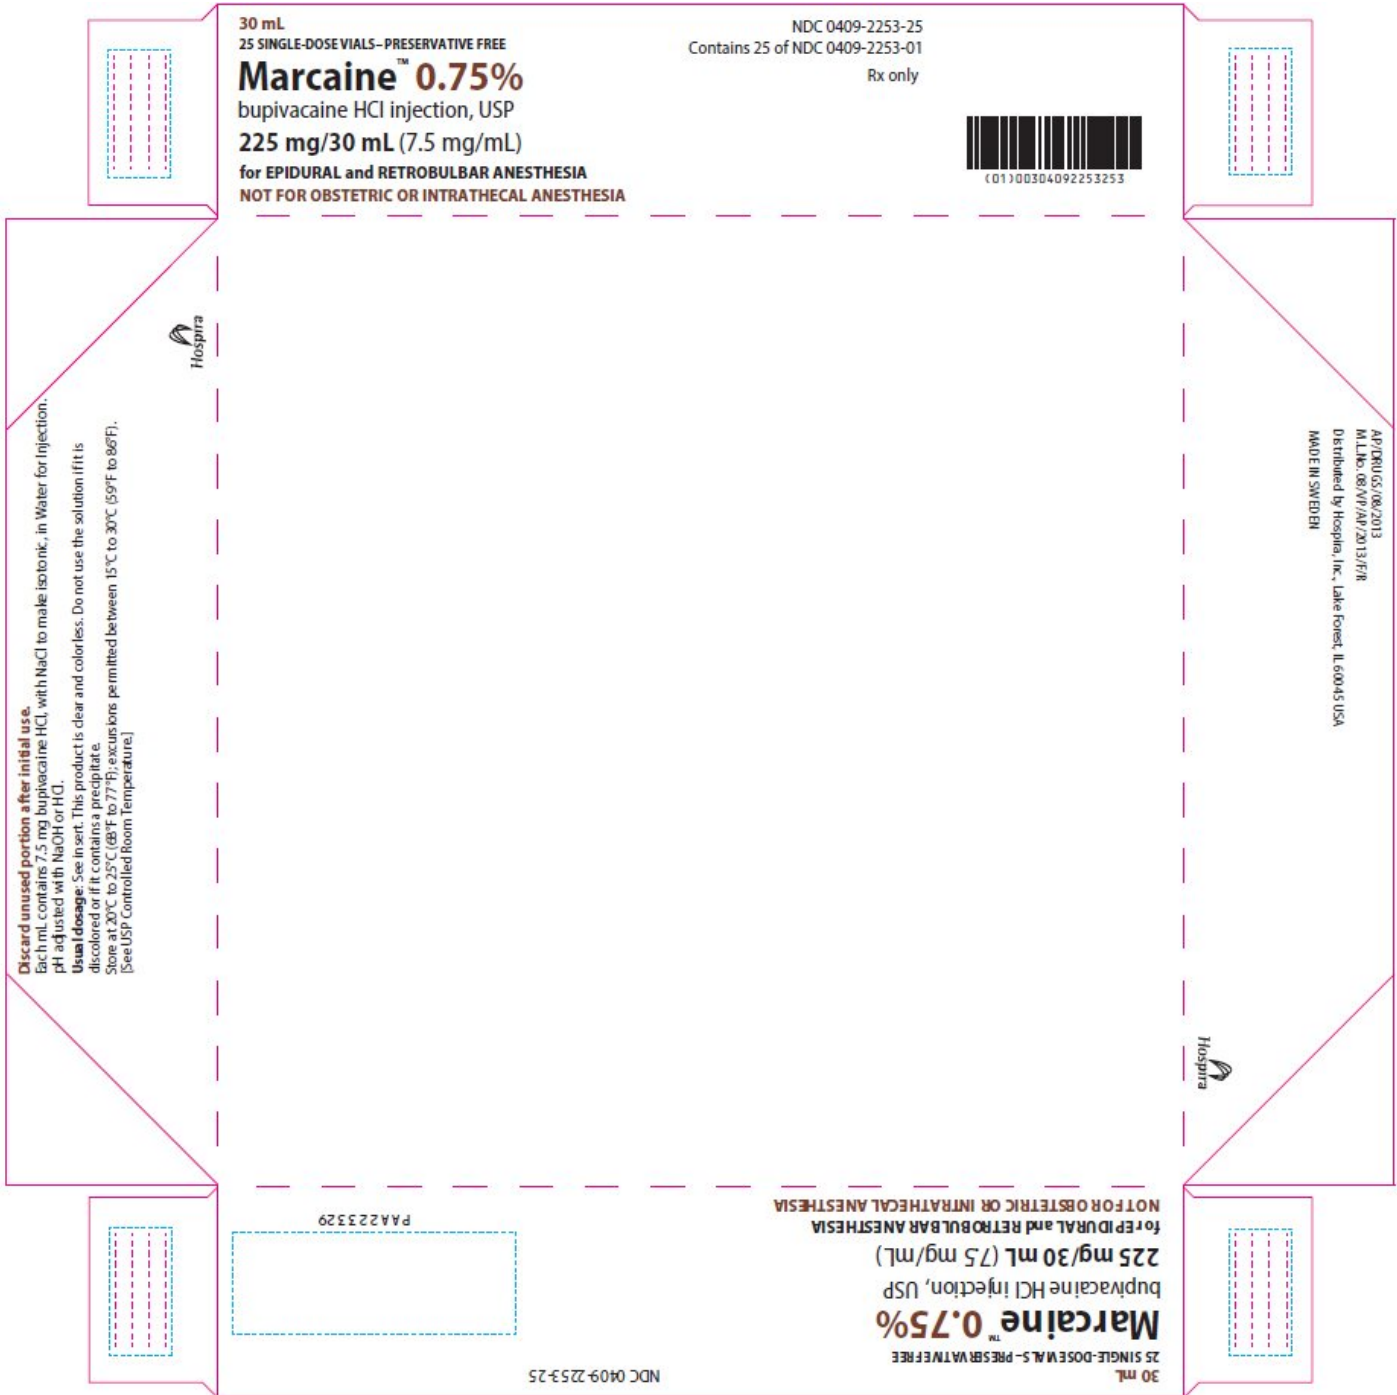 30 mL
25 SINGLE-DOSE VIALS–PRESERVATIVE FREE
Marcaine™ 0.75%
bupivacaine HCl injection, USP
225 mg/30 mL (7.5 mg/mL)
for EPIDURAL and RETROBULBAR ANESTHESIA
NOT FOR OBSTETRIC OR INTRATHECAL ANESTHESIA
NDC 0409-2253-25
Contains 25 of NDC 0409-2253-01
Rx only
(01)00304092253253
Hospira
Discard unused portion after initial use.
Each mL contains 7.5 mg bupivacaine HCl, with NaCl to make isotonic, in Water for Injection.
pH adjusted with NaOH or HCl.
Usual dosage: See insert. This product is clear and colorless. Do not use the solution if it is
discolored or if it contains a precipitate.
Store at 20°C to 25°C (68°F to 77°F); excursions permitted between 15°C to 30°C (59°F to 86°F).
[See USP Controlled Room Temperature.]
AP/DRUGS/08/2013
M.L.No. 08/VP/AP/2013/F/R
Distributed by Hospira, Inc., Lake Forest, IL 60045 USA
MADE IN SWEDEN
Hospira
30 mL
25 SINGLE-DOSE VIALS–PRESERVATIVE FREE
Marcaine™ 0.75%
bupivacaine HCl injection, USP
225 mg/30 mL (7.5 mg/mL)
for EPIDURAL and RETROBULBAR ANESTHESIA
NOT FOR OBSTETRIC OR INTRATHECAL ANESTHESIA
NDC 0409-2253-25
PAA223329